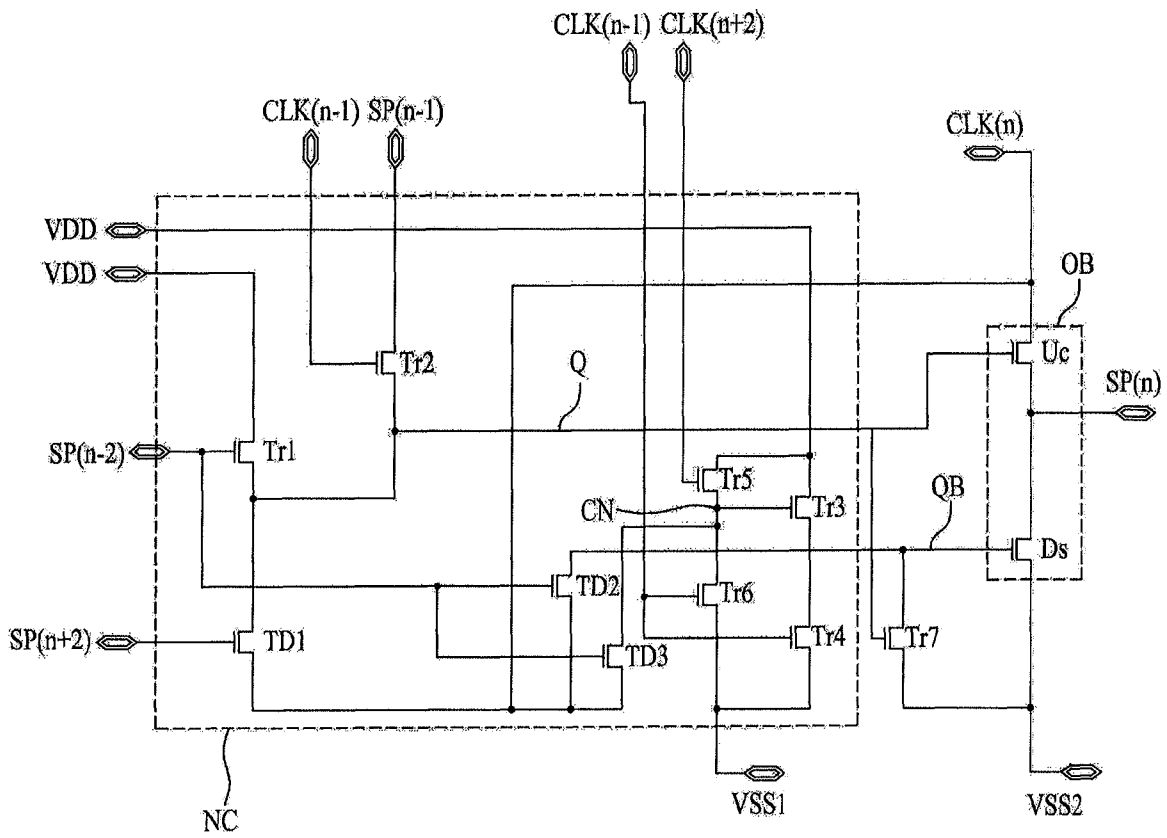 CLK(n-1) CLK(n+2)
CLK(n-1) SP(n-1)
CLK(n)
VDD
VDD
OB
Tr2
Q
Uc
SP(n)
SP(n-2)
Tr1
Tr5
CN
Tr3
QB
Ds
TD2
Tr6
SP(n+2)
TD1
TD3
Tr4
Tr7
NC
VSS1
VSS2